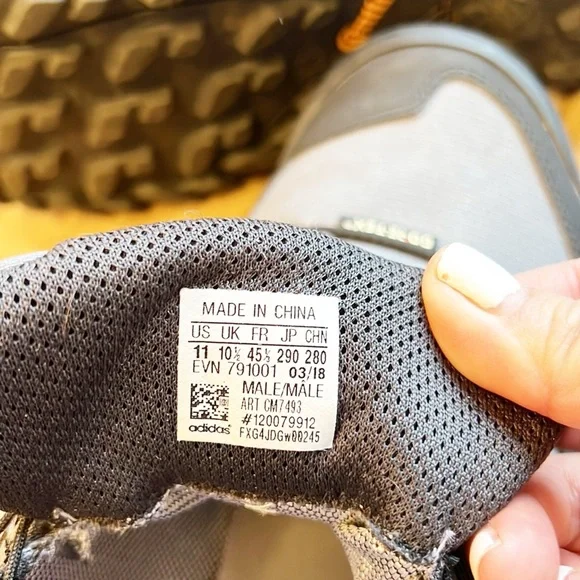 MADE IN CHINA
US UK FR JP CHN
11 10½ 45⅓ 290 280
EVN 791001 03/18
MALE/MÂLE
ART CM7493
#120079912
adidas
FXG4JDGW00245